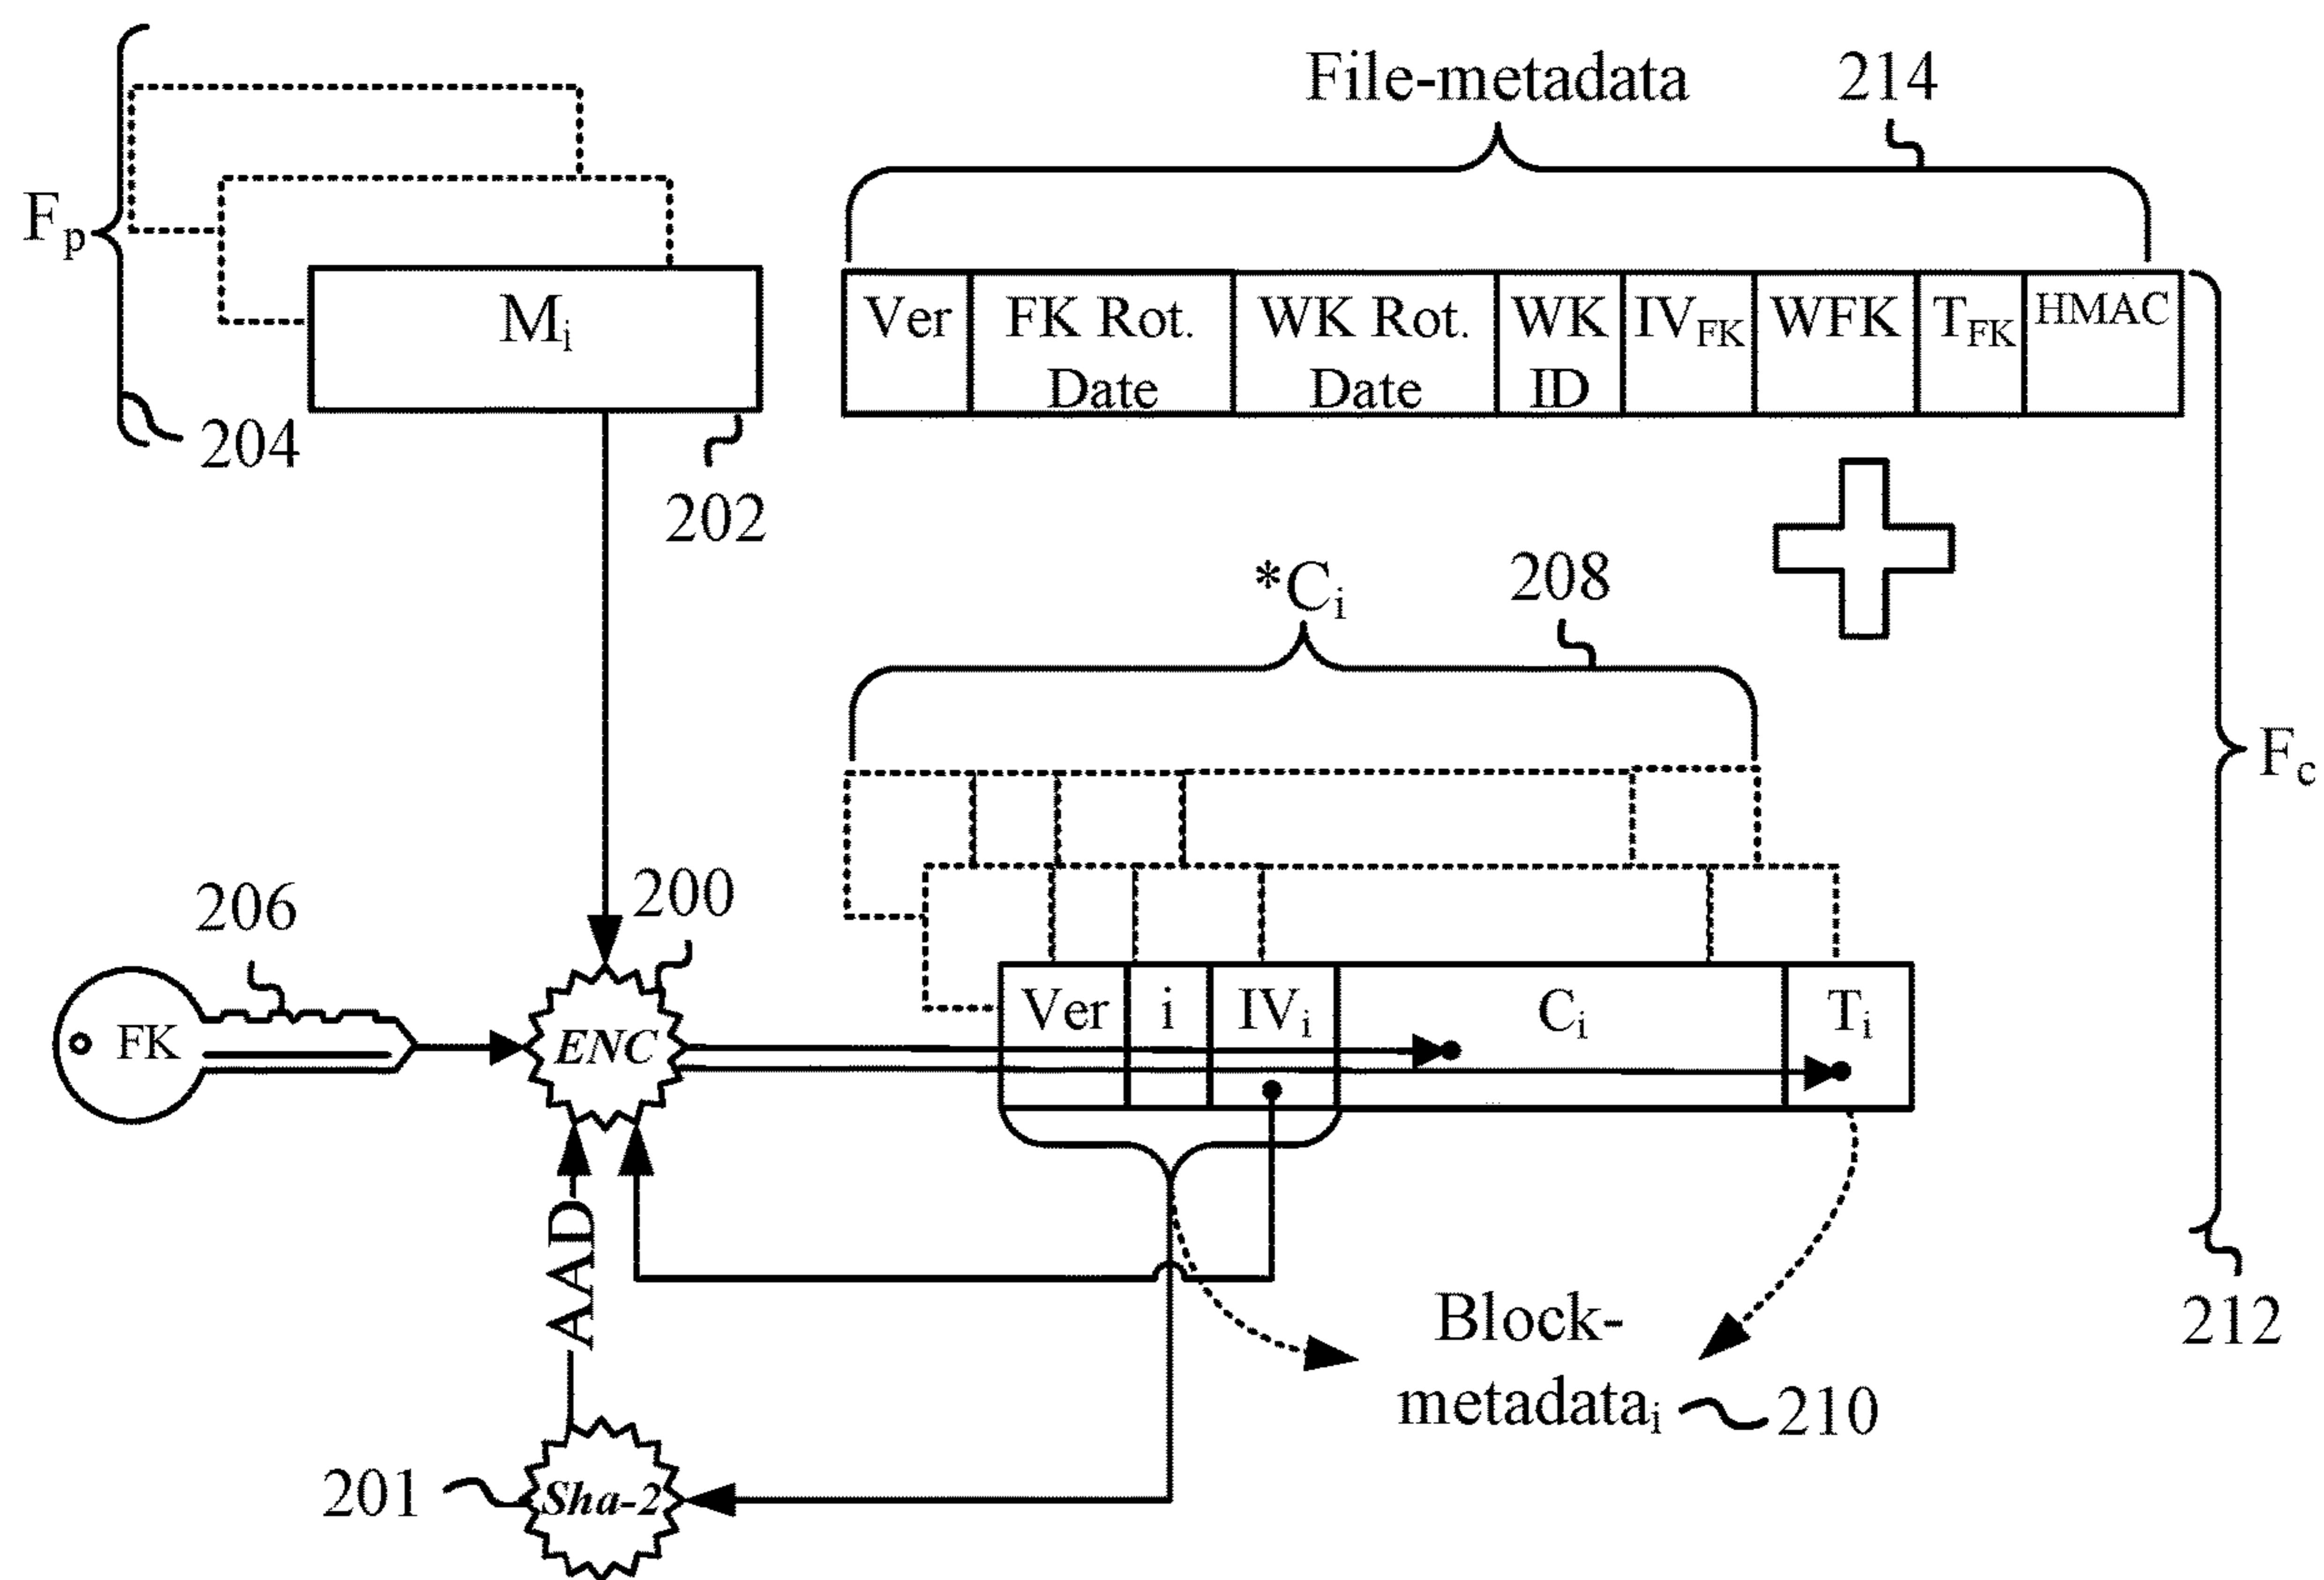 File-metadata
214
Fp
Mi
204
202
Ver
FK Rot.
Date
WK Rot.
Date
WK
ID
IVFK
WFK
TFK
HMAC
*Ci
208
Fc
206
200
FK
ENC
Ver
i
IVi
Ci
Ti
AAD
Block-
metadatai
210
212
201
Sha-2